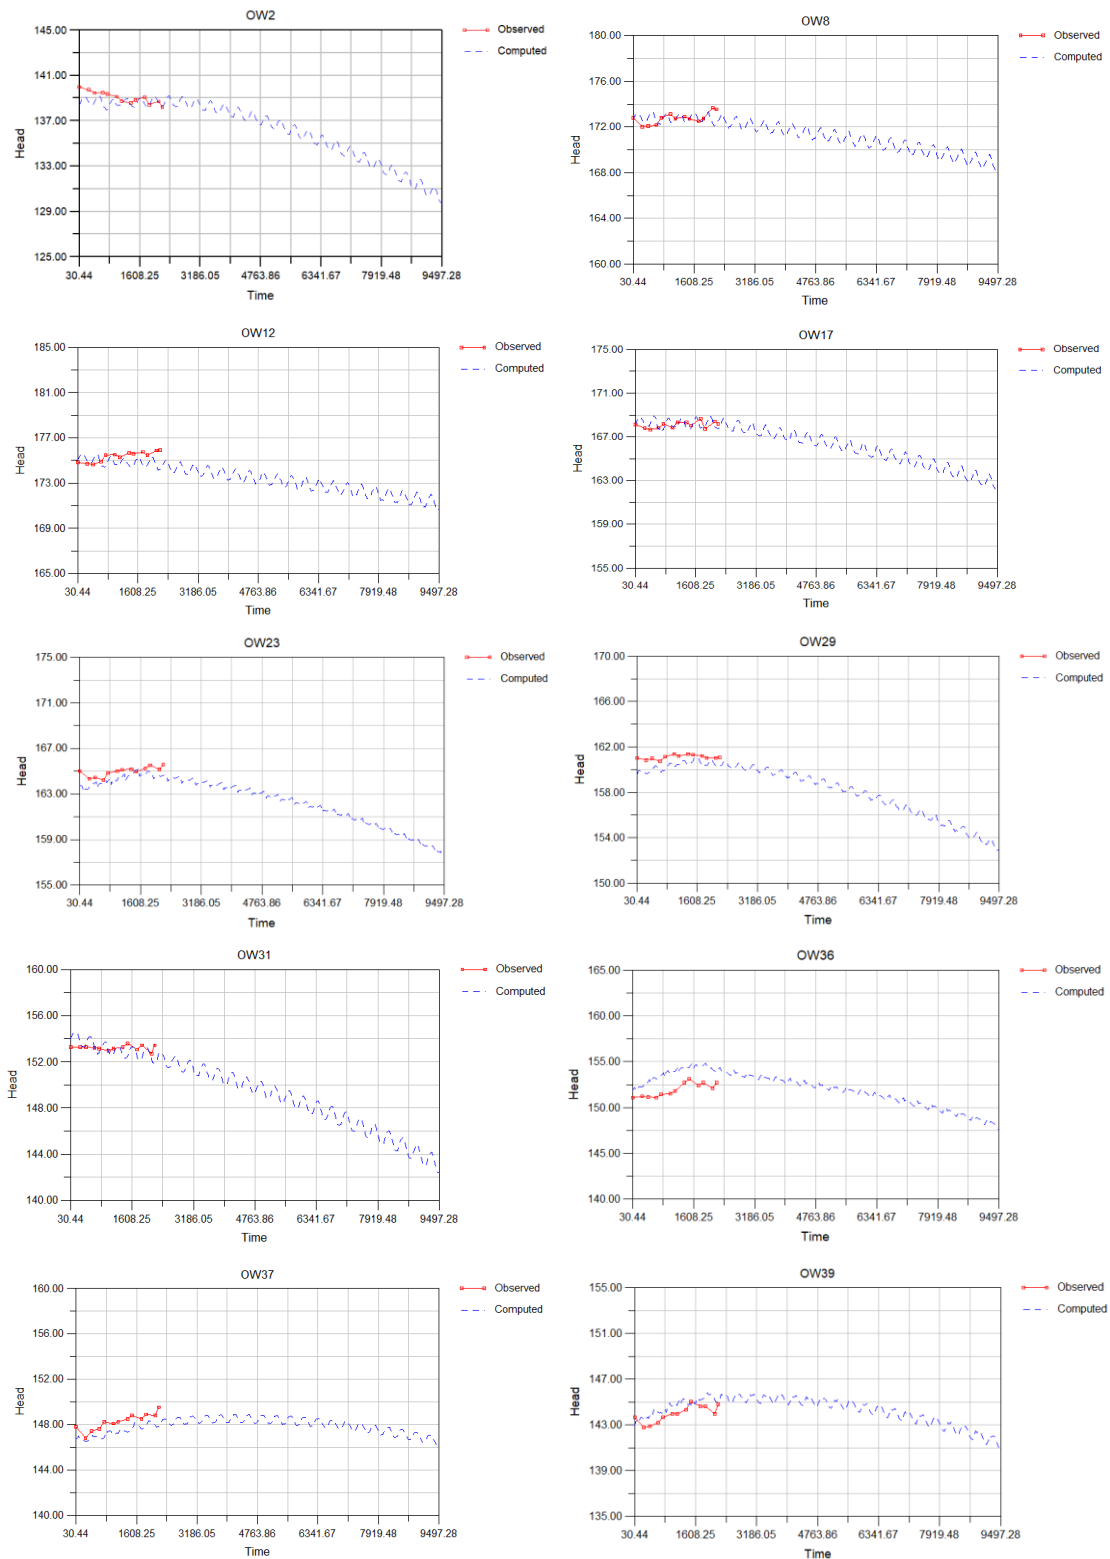 OW2
145.00
141.00
137.00
133.00
129.00
125.00
Head
30.44 1608.25 3186.05 4763.86 6341.67 7919.48 9497.28
Time
Observed
Computed
OW8
180.00
176.00
172.00
168.00
164.00
160.00
Head
30.44 1608.25 3186.05 4763.86 6341.67 7919.48 9497.28
Time
Observed
Computed
OW12
185.00
181.00
177.00
173.00
169.00
165.00
Head
30.44 1608.25 3186.05 4763.86 6341.67 7919.48 9497.28
Time
Observed
Computed
OW17
175.00
171.00
167.00
163.00
159.00
155.00
Head
30.44 1608.25 3186.05 4763.86 6341.67 7919.48 9497.28
Time
Observed
Computed
OW23
175.00
171.00
167.00
163.00
159.00
155.00
Head
30.44 1608.25 3186.05 4763.86 6341.67 7919.48 9497.28
Time
Observed
Computed
OW29
170.00
166.00
162.00
158.00
154.00
150.00
Head
30.44 1608.25 3186.05 4763.86 6341.67 7919.48 9497.28
Time
Observed
Computed
OW31
160.00
156.00
152.00
148.00
144.00
140.00
Head
30.44 1608.25 3186.05 4763.86 6341.67 7919.48 9497.28
Time
Observed
Computed
OW36
165.00
160.00
155.00
150.00
145.00
140.00
Head
30.44 1608.25 3186.05 4763.86 6341.67 7919.48 9497.28
Time
Observed
Computed
OW37
160.00
156.00
152.00
148.00
144.00
140.00
Head
30.44 1608.25 3186.05 4763.86 6341.67 7919.48 9497.28
Time
Observed
Computed
OW39
155.00
151.00
147.00
143.00
139.00
135.00
Head
30.44 1608.25 3186.05 4763.86 6341.67 7919.48 9497.28
Time
Observed
Computed